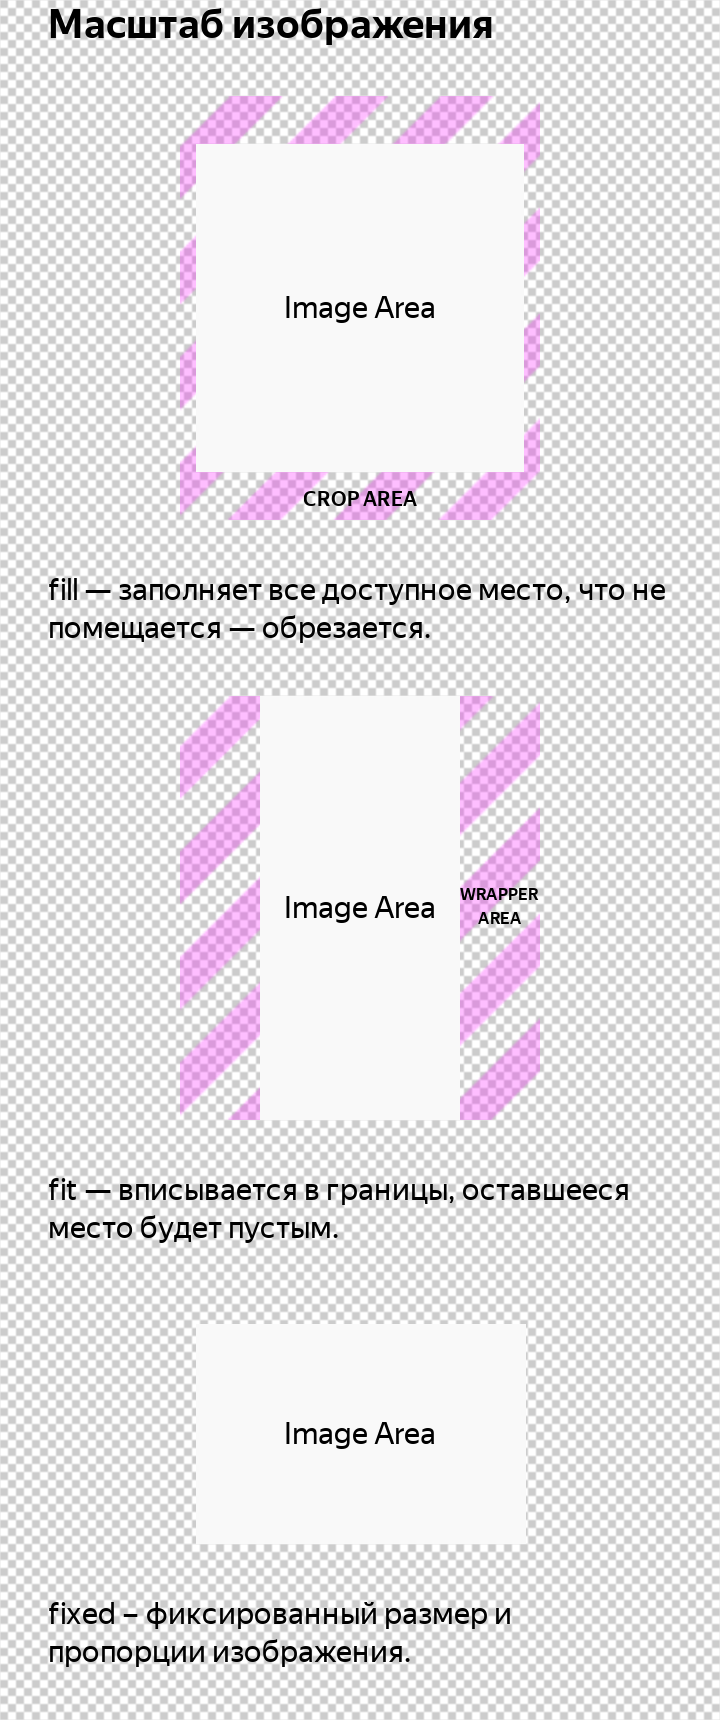 Масштаб изображения
Image Area
CROP AREA
fill — заполняет все доступное место, что не
помещается — обрезается.
Image Area
WRAPPER
AREA
fit — вписывается в границы, оставшееся
место будет пустым.
Image Area
fixed – фиксированный размер и
пропорции изображения.